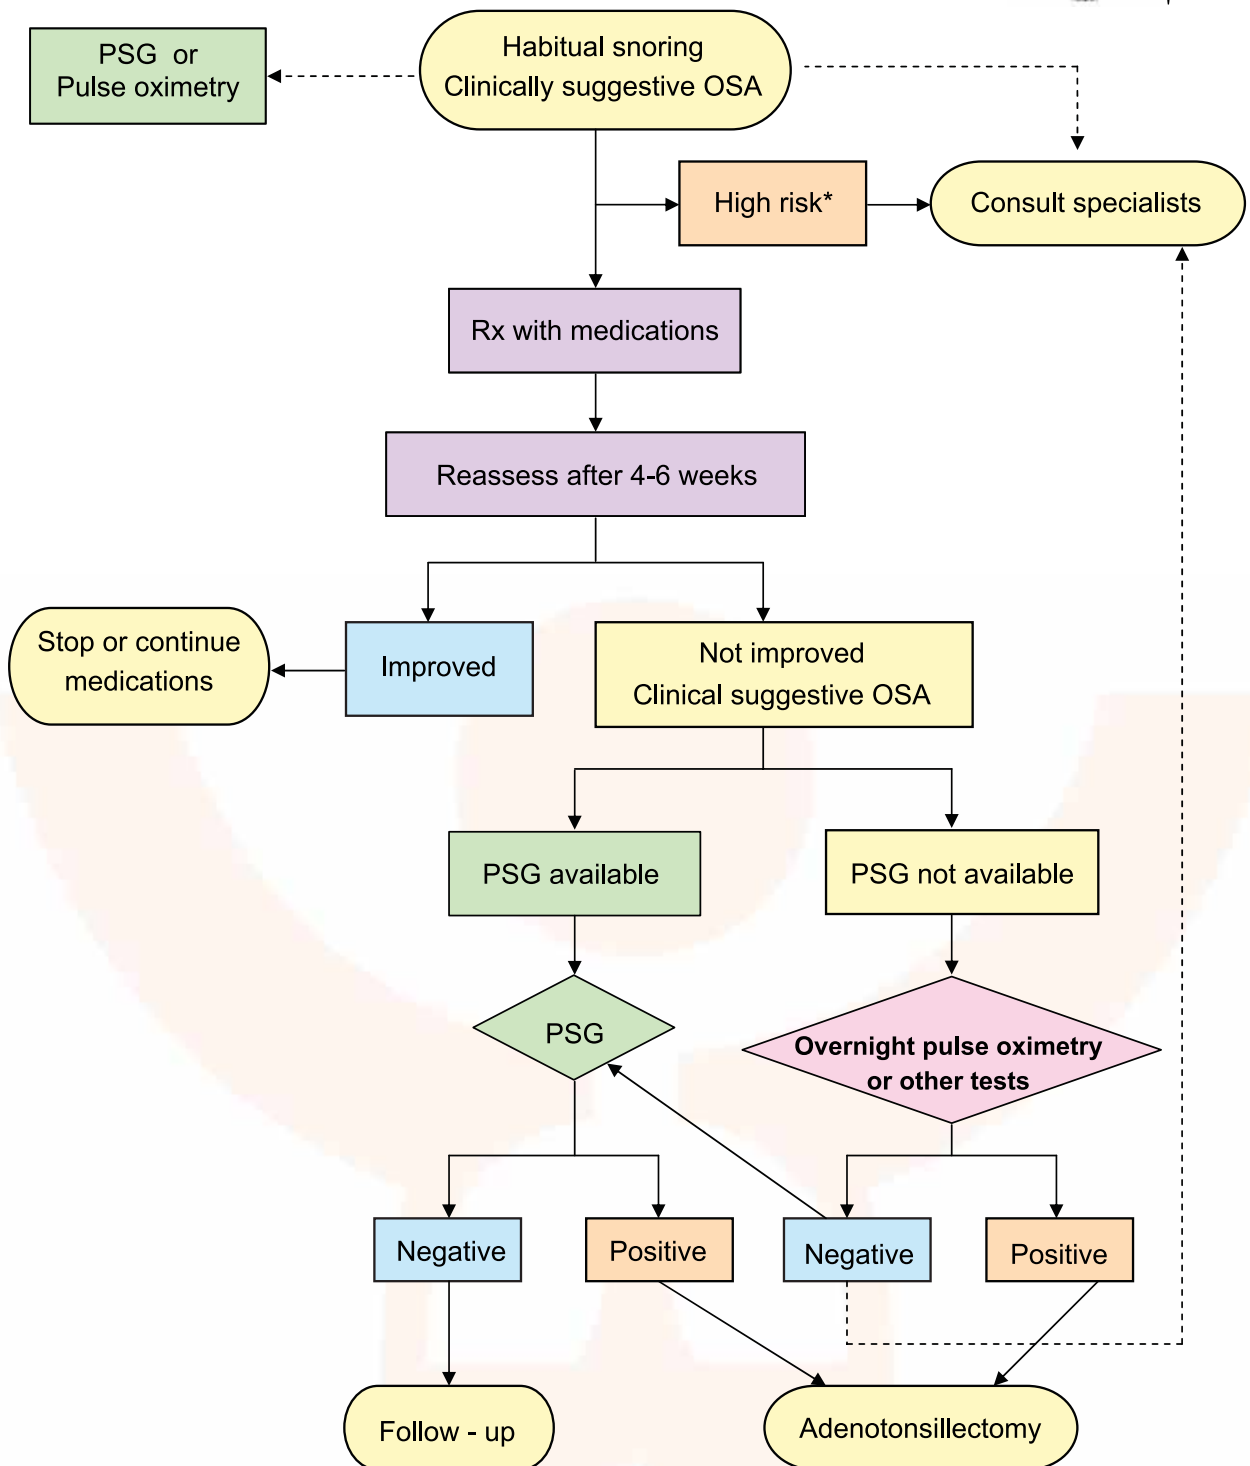 PSG or
Pulse oximetry
Habitual snoring
Clinically suggestive OSA
High risk*
Consult specialists
Rx with medications
Reassess after 4-6 weeks
Stop or continue
medications
Improved
Not improved
Clinical suggestive OSA
PSG available
PSG not available
PSG
Overnight pulse oximetry
or other tests
Negative
Positive
Negative
Positive
Follow - up
Adenotonsillectomy